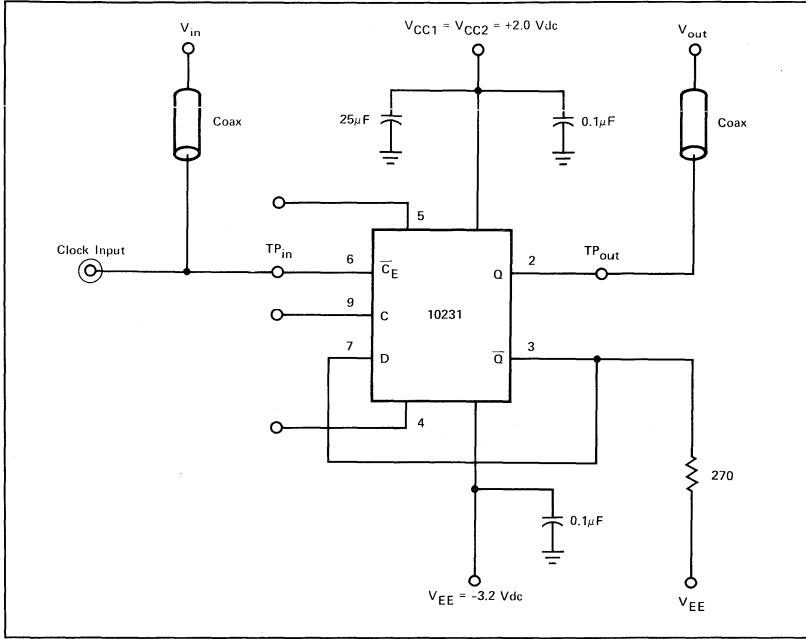 V_in
V_CC1 = V_CC2 = +2.0 Vdc
V_out
Coax
25μF
0.1μF
Coax
5
Clock Input
TP_in
6
C̅_E
Q
2
TP_out
9
C
10231
7
D
Q̅
3
4
270
0.1μF
V_EE = -3.2 Vdc
V_EE